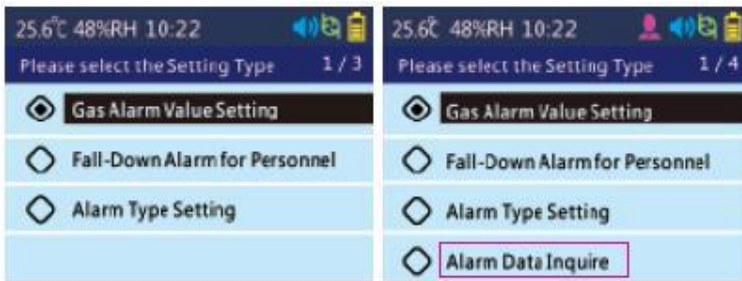 25.6℃ 48%RH 10:22
Please select the Setting Type 1/3
Gas Alarm Value Setting
Fall-Down Alarm for Personnel
Alarm Type Setting
25.6℃ 48%RH 10:22
Please select the Setting Type 1/4
Gas Alarm Value Setting
Fall-Down Alarm for Personnel
Alarm Type Setting
Alarm Data Inquire